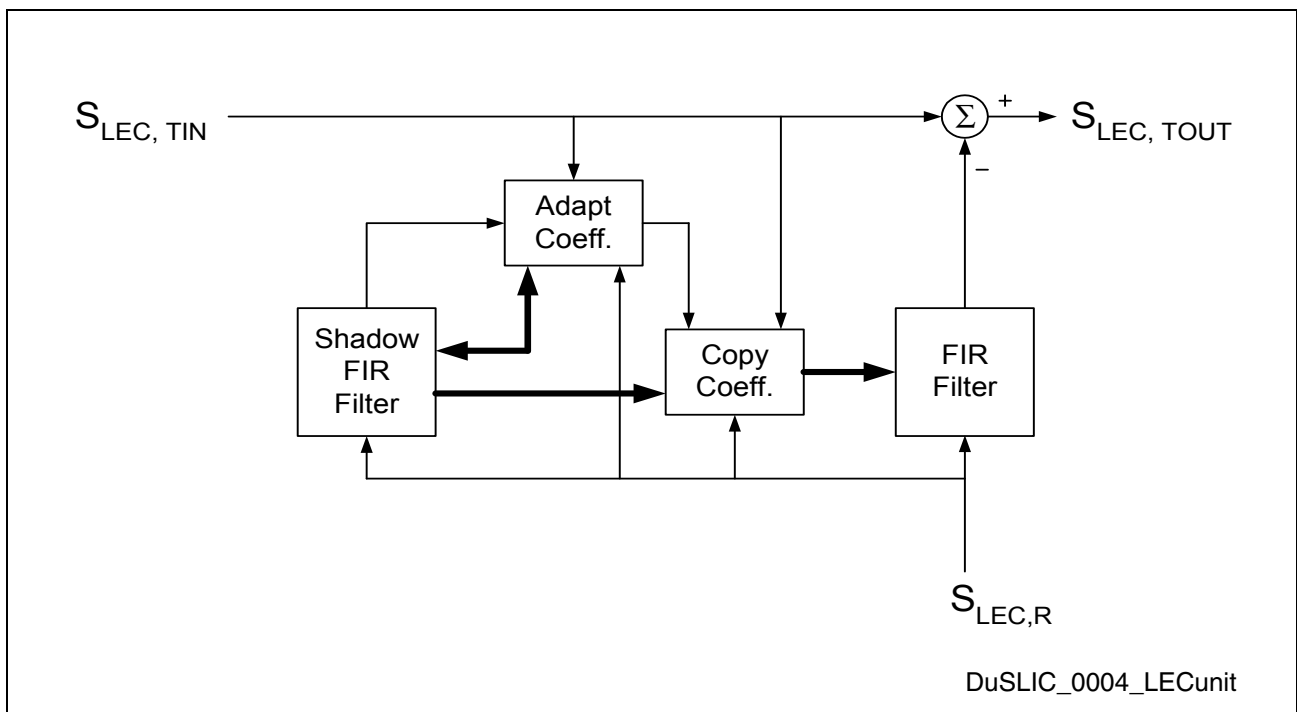 S_LEC, TIN
Σ
+
S_LEC, TOUT
−
Adapt
Coeff.
Shadow
FIR
Filter
Copy
Coeff.
FIR
Filter
S_LEC,R
DuSLIC_0004_LECunit